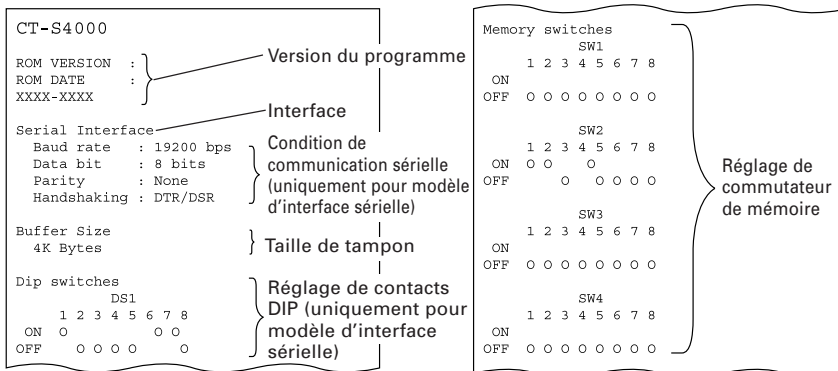 CT-S4000
ROM VERSION :
ROM DATE :
XXXX-XXXX
Version du programme
Serial Interface
Interface
Baud rate : 19200 bps
Data bit : 8 bits
Parity : None
Handshaking : DTR/DSR
Condition de
communication sérielle
(uniquement pour modèle
d'interface sérielle)
Buffer Size
4K Bytes
Taille de tampon
Dip switches
DS1
1 2 3 4 5 6 7 8
ON O O O
OFF O O O O O
Réglage de contacts
DIP (uniquement pour
modèle d'interface
sérielle)
Memory switches
SW1
1 2 3 4 5 6 7 8
ON
OFF O O O O O O O O
SW2
1 2 3 4 5 6 7 8
ON O O O
OFF O O O O O
SW3
1 2 3 4 5 6 7 8
ON
OFF O O O O O O O O
SW4
1 2 3 4 5 6 7 8
ON
OFF O O O O O O O O
Réglage de
commutateur
de mémoire